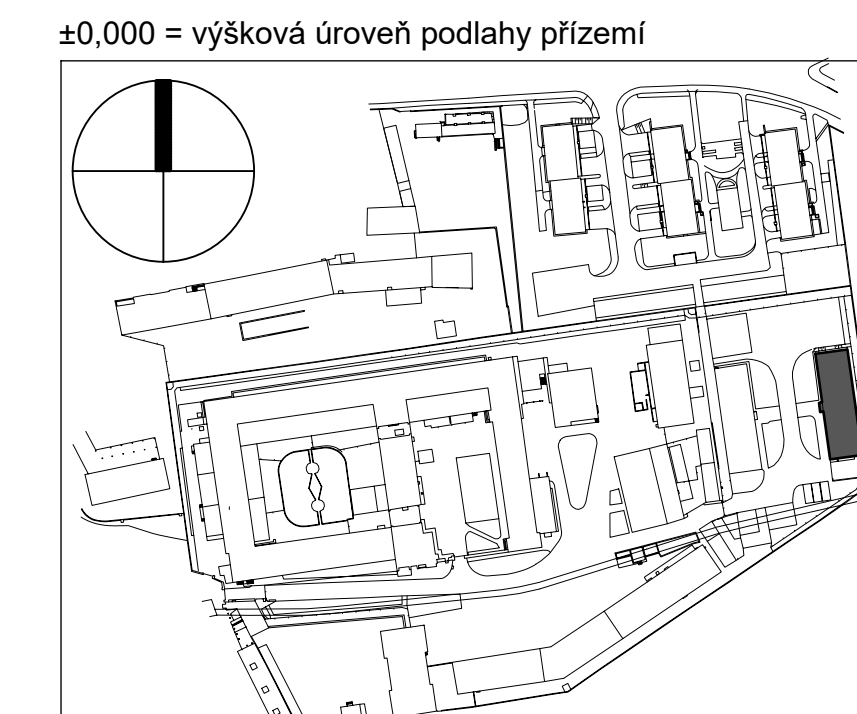 ±0,000 = výšková úroveň podlahy přízemí